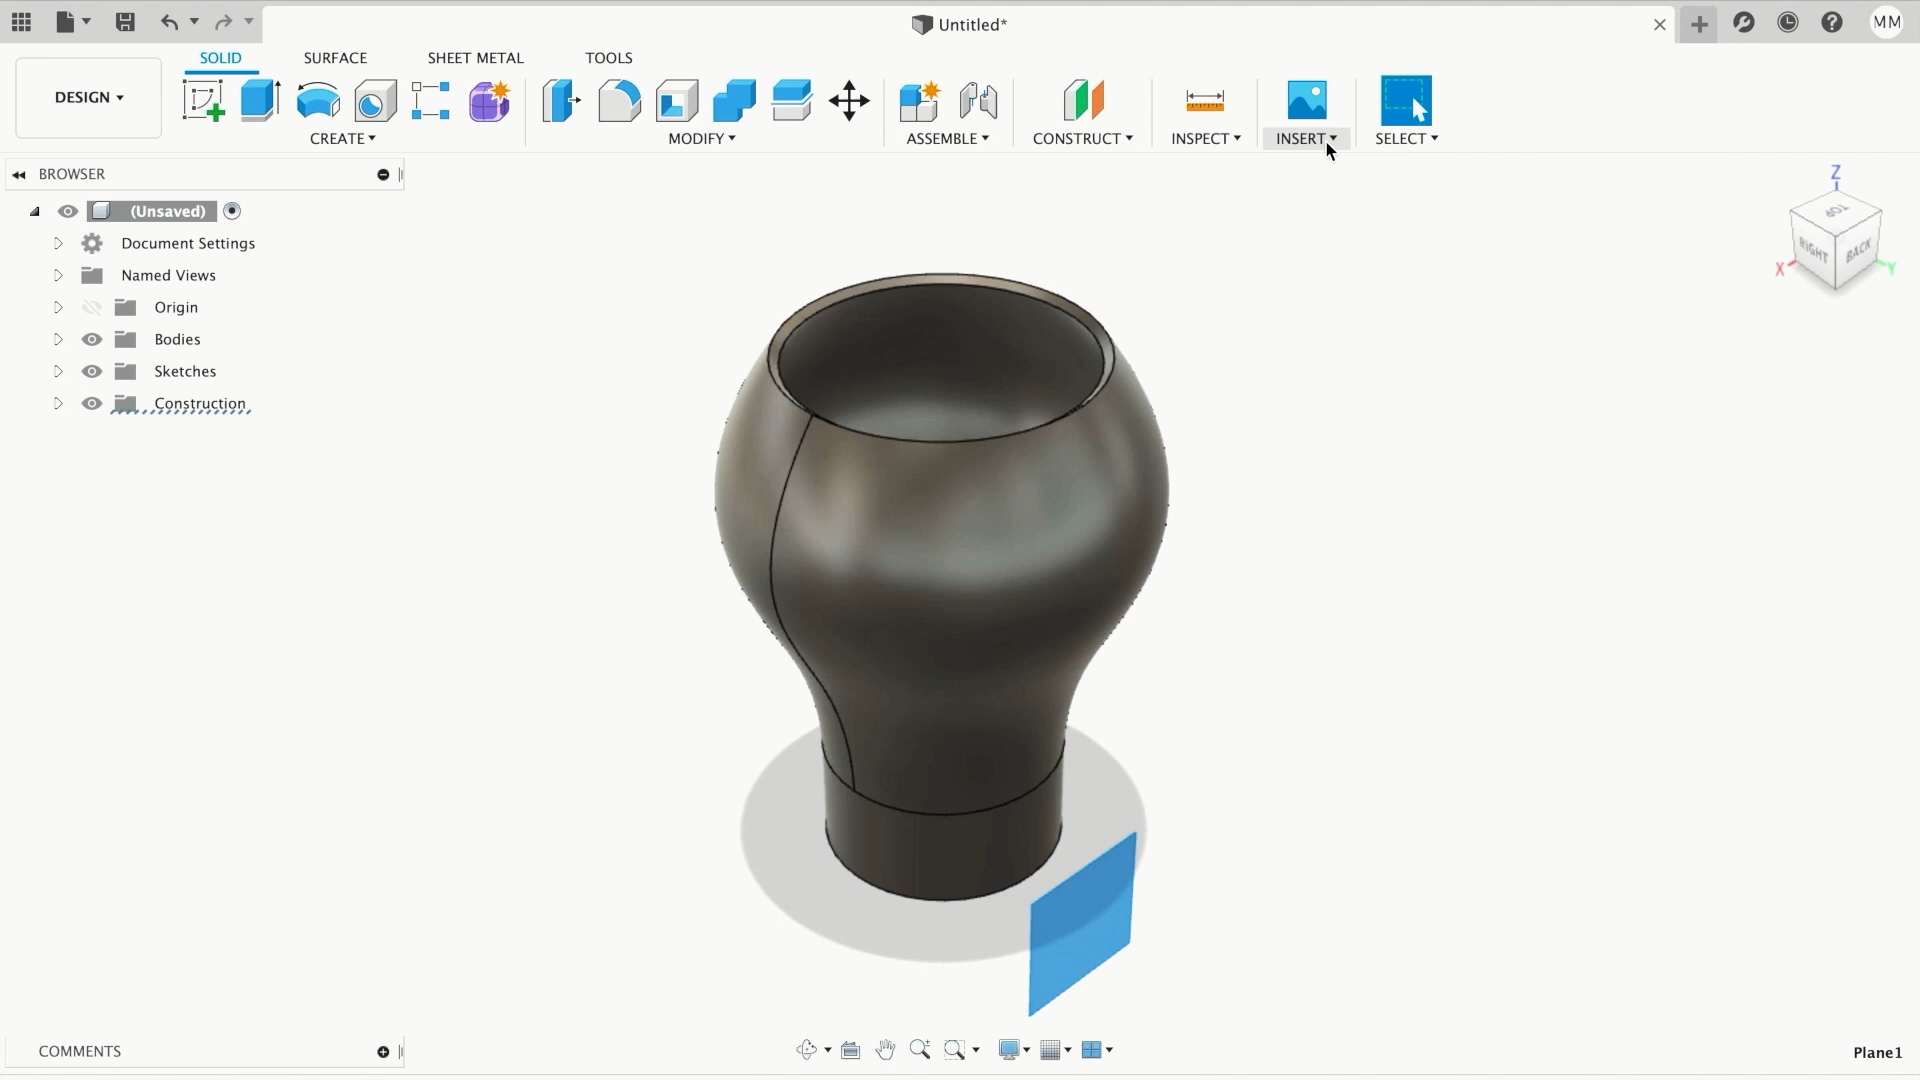 Untitled*
MM
SOLID
SURFACE
SHEET METAL
TOOLS
DESIGN
CREATE
MODIFY
ASSEMBLE
CONSTRUCT
INSPECT
INSERT
SELECT
BROWSER
(Unsaved)
Document Settings
Named Views
Origin
Bodies
Sketches
Construction
Z
TOP
RIGHT
BACK
X
Y
COMMENTS
Plane1